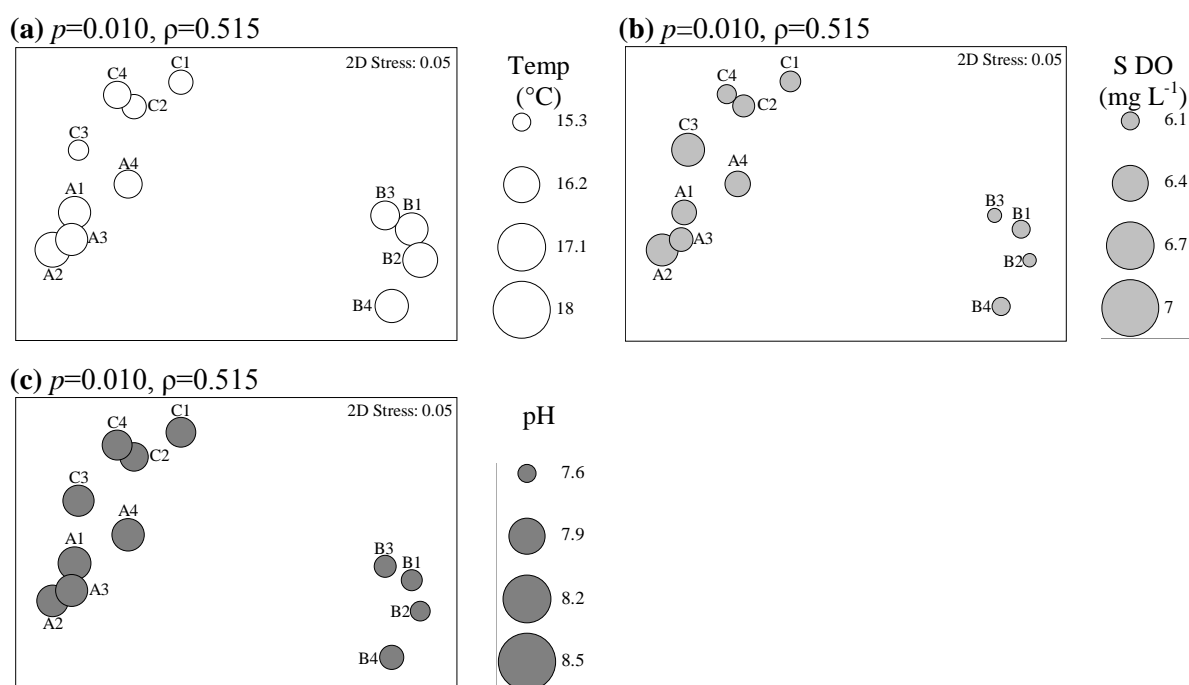 (a) p=0.010, ρ=0.515
2D Stress: 0.05
C1
C4
C2
C3
A4
A1
A3
A2
B3
B1
B2
B4
Temp
(°C)
15.3
16.2
17.1
18
(b) p=0.010, ρ=0.515
2D Stress: 0.05
C1
C4
C2
C3
A4
A1
A3
A2
B3
B1
B2
B4
S DO
(mg L⁻¹)
6.1
6.4
6.7
7
(c) p=0.010, ρ=0.515
2D Stress: 0.05
C1
C4
C2
C3
A4
A1
A3
A2
B3
B1
B2
B4
pH
7.6
7.9
8.2
8.5